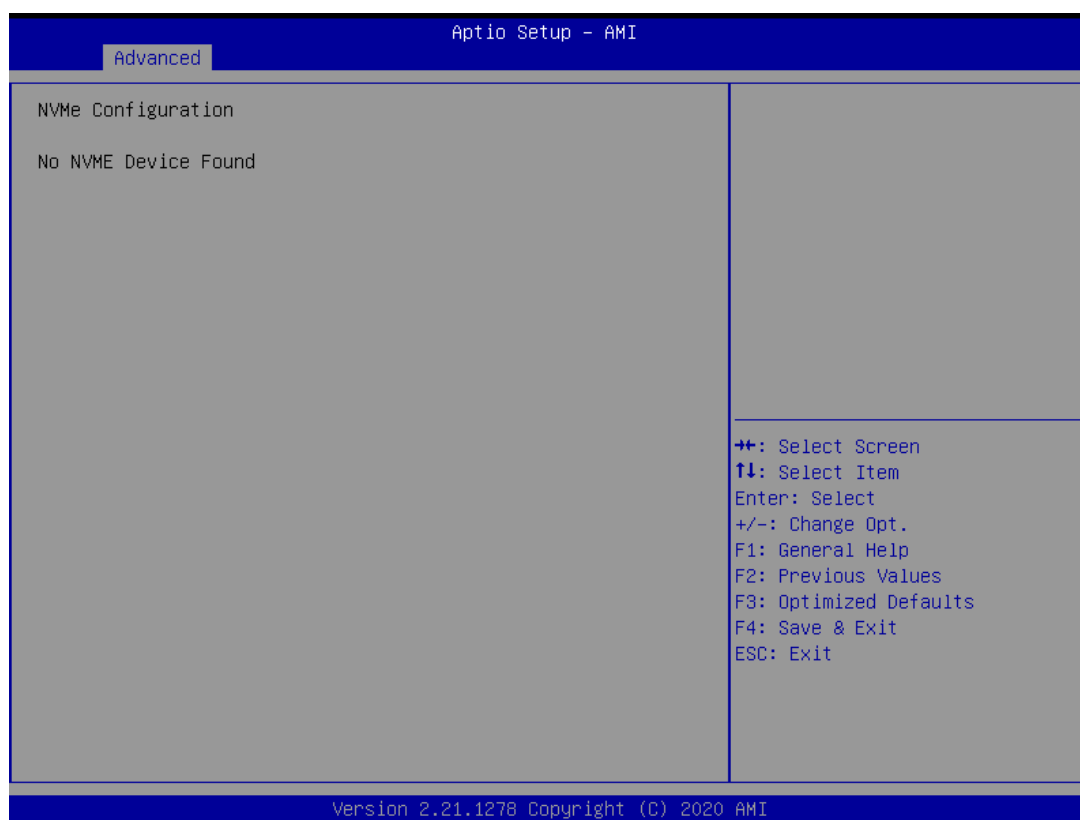 Aptio Setup – AMI
Advanced
NVMe Configuration
No NVME Device Found
→←: Select Screen
↑↓: Select Item
Enter: Select
+/-: Change Opt.
F1: General Help
F2: Previous Values
F3: Optimized Defaults
F4: Save & Exit
ESC: Exit
Version 2.21.1278 Copyright (C) 2020 AMI